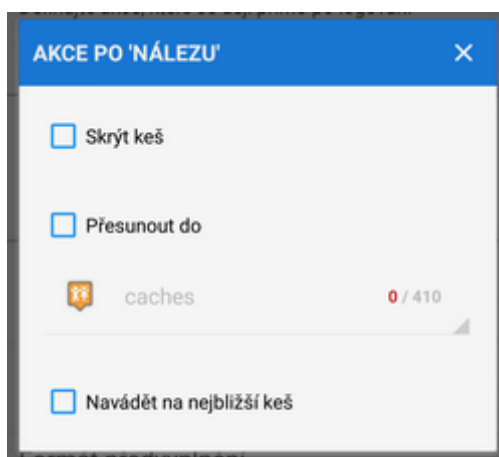 AKCE PO 'NÁLEZU'
Skrýt keš
Přesunout do
caches 0 / 410
Navádět na nejbližší keš